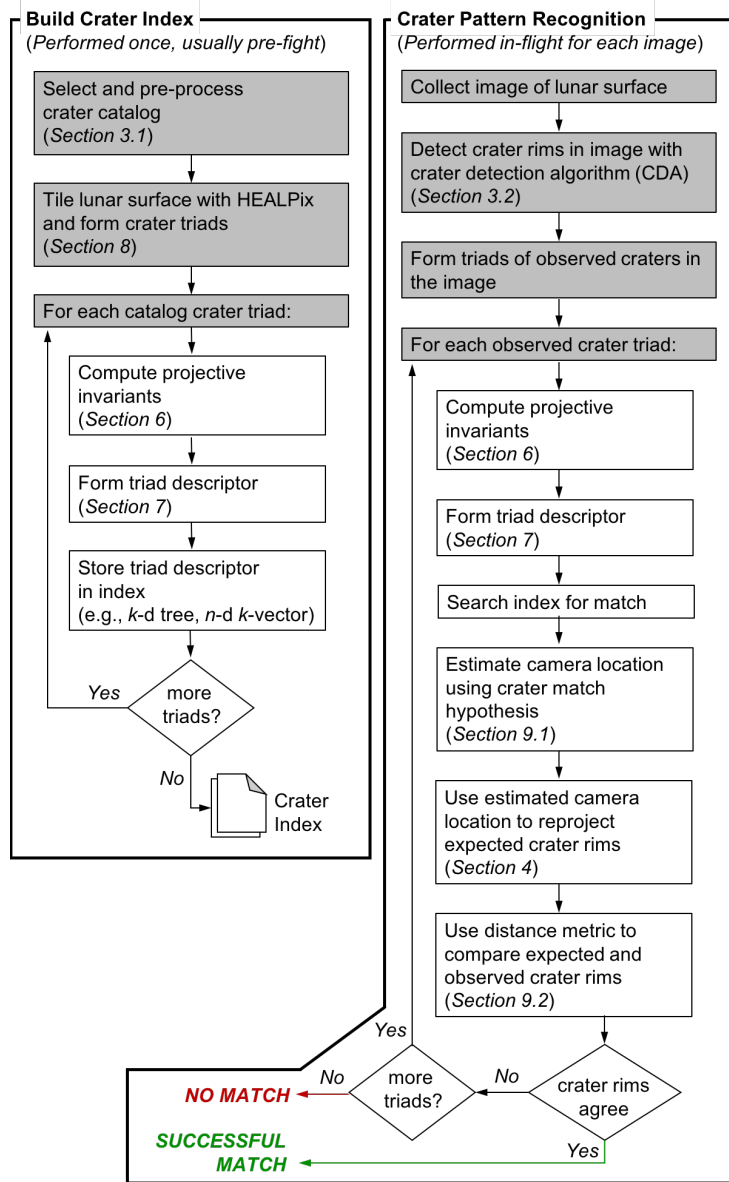 Build Crater Index
(Performed once, usually pre-fight)
Select and pre-process
crater catalog
(Section 3.1)
Tile lunar surface with HEALPix
and form crater triads
(Section 8)
For each catalog crater triad:
Compute projective
invariants
(Section 6)
Form triad descriptor
(Section 7)
Store triad descriptor
in index
(e.g., k-d tree, n-d k-vector)
more
triads?
Yes
No
Crater
Index
Crater Pattern Recognition
(Performed in-flight for each image)
Collect image of lunar surface
Detect crater rims in image with
crater detection algorithm (CDA)
(Section 3.2)
Form triads of observed craters in
the image
For each observed crater triad:
Compute projective
invariants
(Section 6)
Form triad descriptor
(Section 7)
Search index for match
Estimate camera location
using crater match
hypothesis
(Section 9.1)
Use estimated camera
location to reproject
expected crater rims
(Section 4)
Use distance metric to
compare expected and
observed crater rims
(Section 9.2)
crater rims
agree
No
more
triads?
Yes
No
NO MATCH
Yes
SUCCESSFUL
MATCH